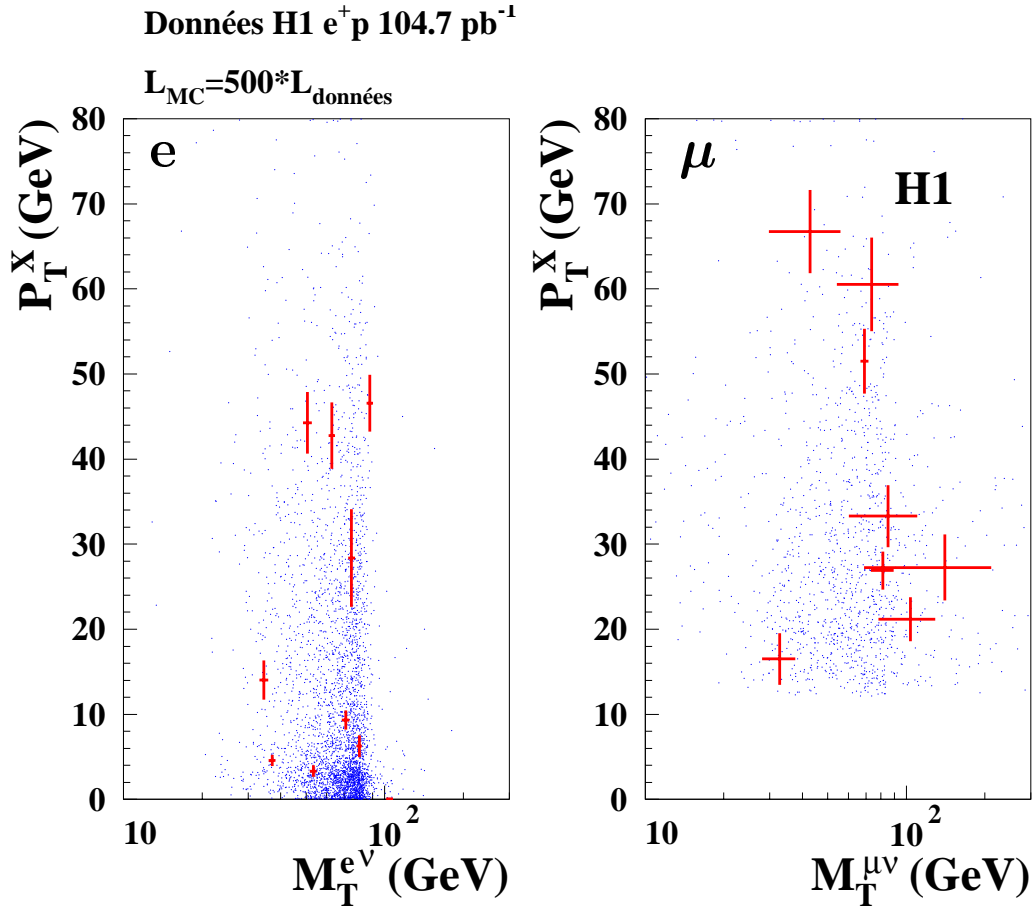 Données H1 e⁺p 104.7 pb⁻¹
L_MC=500*L_données
P_T^X (GeV)
80
70
60
50
40
30
20
10
0
e
10
10²
M_T^eν (GeV)
P_T^X (GeV)
80
70
60
50
40
30
20
10
0
μ
H1
10
10²
M_T^μν (GeV)